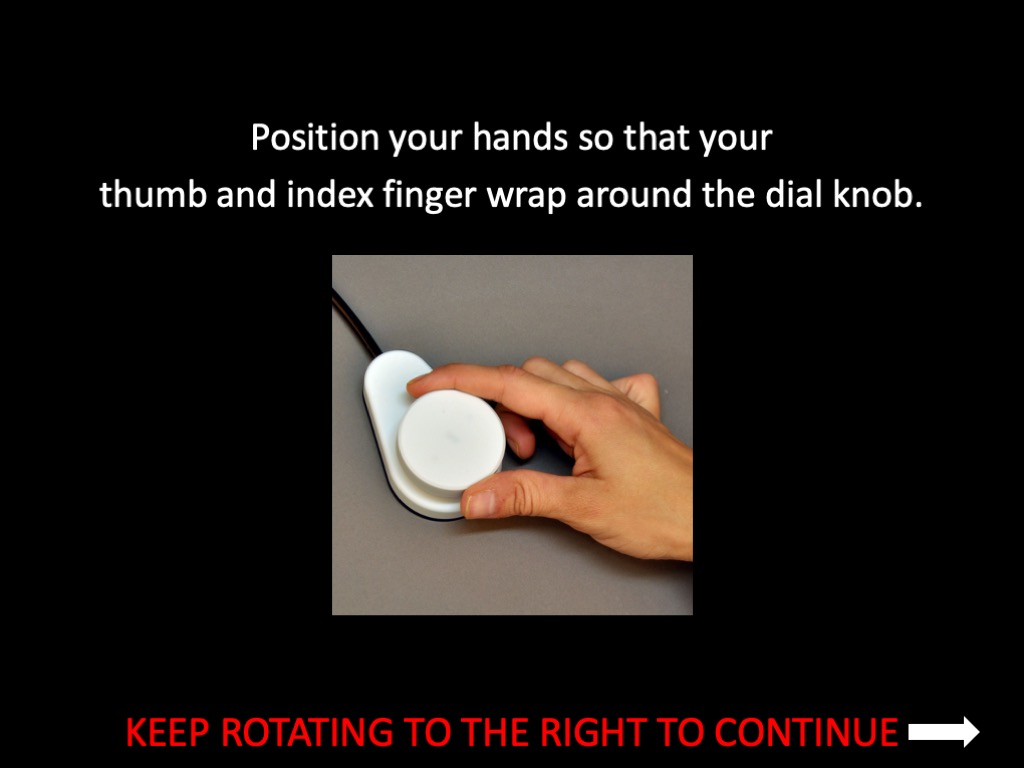 Position your hands so that your
thumb and index finger wrap around the dial knob.
KEEP ROTATING TO THE RIGHT TO CONTINUE